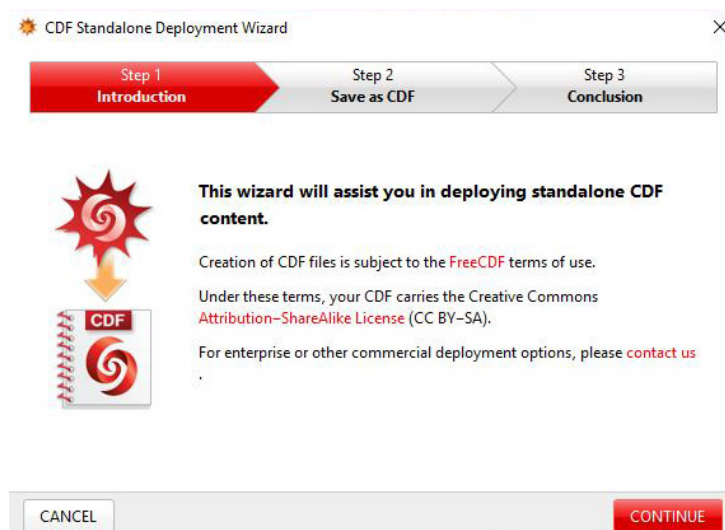 CDF Standalone Deployment Wizard
Step 1
Introduction
Step 2
Save as CDF
Step 3
Conclusion
This wizard will assist you in deploying standalone CDF
content.
Creation of CDF files is subject to the FreeCDF terms of use.
Under these terms, your CDF carries the Creative Commons
Attribution–ShareAlike License (CC BY–SA).
For enterprise or other commercial deployment options, please contact us
.
CDF
CANCEL
CONTINUE